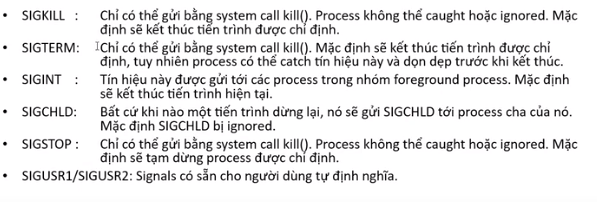 • SIGKILL : Chỉ có thể gửi bằng system call kill(). Process không thể caught hoặc ignored. Mặc
định sẽ kết thúc tiến trình được chỉ định.
• SIGTERM: Chỉ có thể gửi bằng system call kill(). Mặc định sẽ kết thúc tiến trình được chỉ
định, tuy nhiên process có thể catch tín hiệu này và dọn dẹp trước khi kết thúc.
• SIGINT : Tín hiệu này được gửi tới các process trong nhóm foreground process. Mặc định
sẽ kết thúc tiến trình hiện tại.
• SIGCHLD: Bất cứ khi nào một tiến trình dừng lại, nó sẽ gửi SIGCHLD tới process cha của nó.
Mặc định SIGCHLD bị ignored.
• SIGSTOP : Chỉ có thể gửi bằng system call kill(). Process không thể caught hoặc ignored. Mặc
định sẽ tạm dừng process được chỉ định.
• SIGUSR1/SIGUSR2: Signals có sẵn cho người dùng tự định nghĩa.